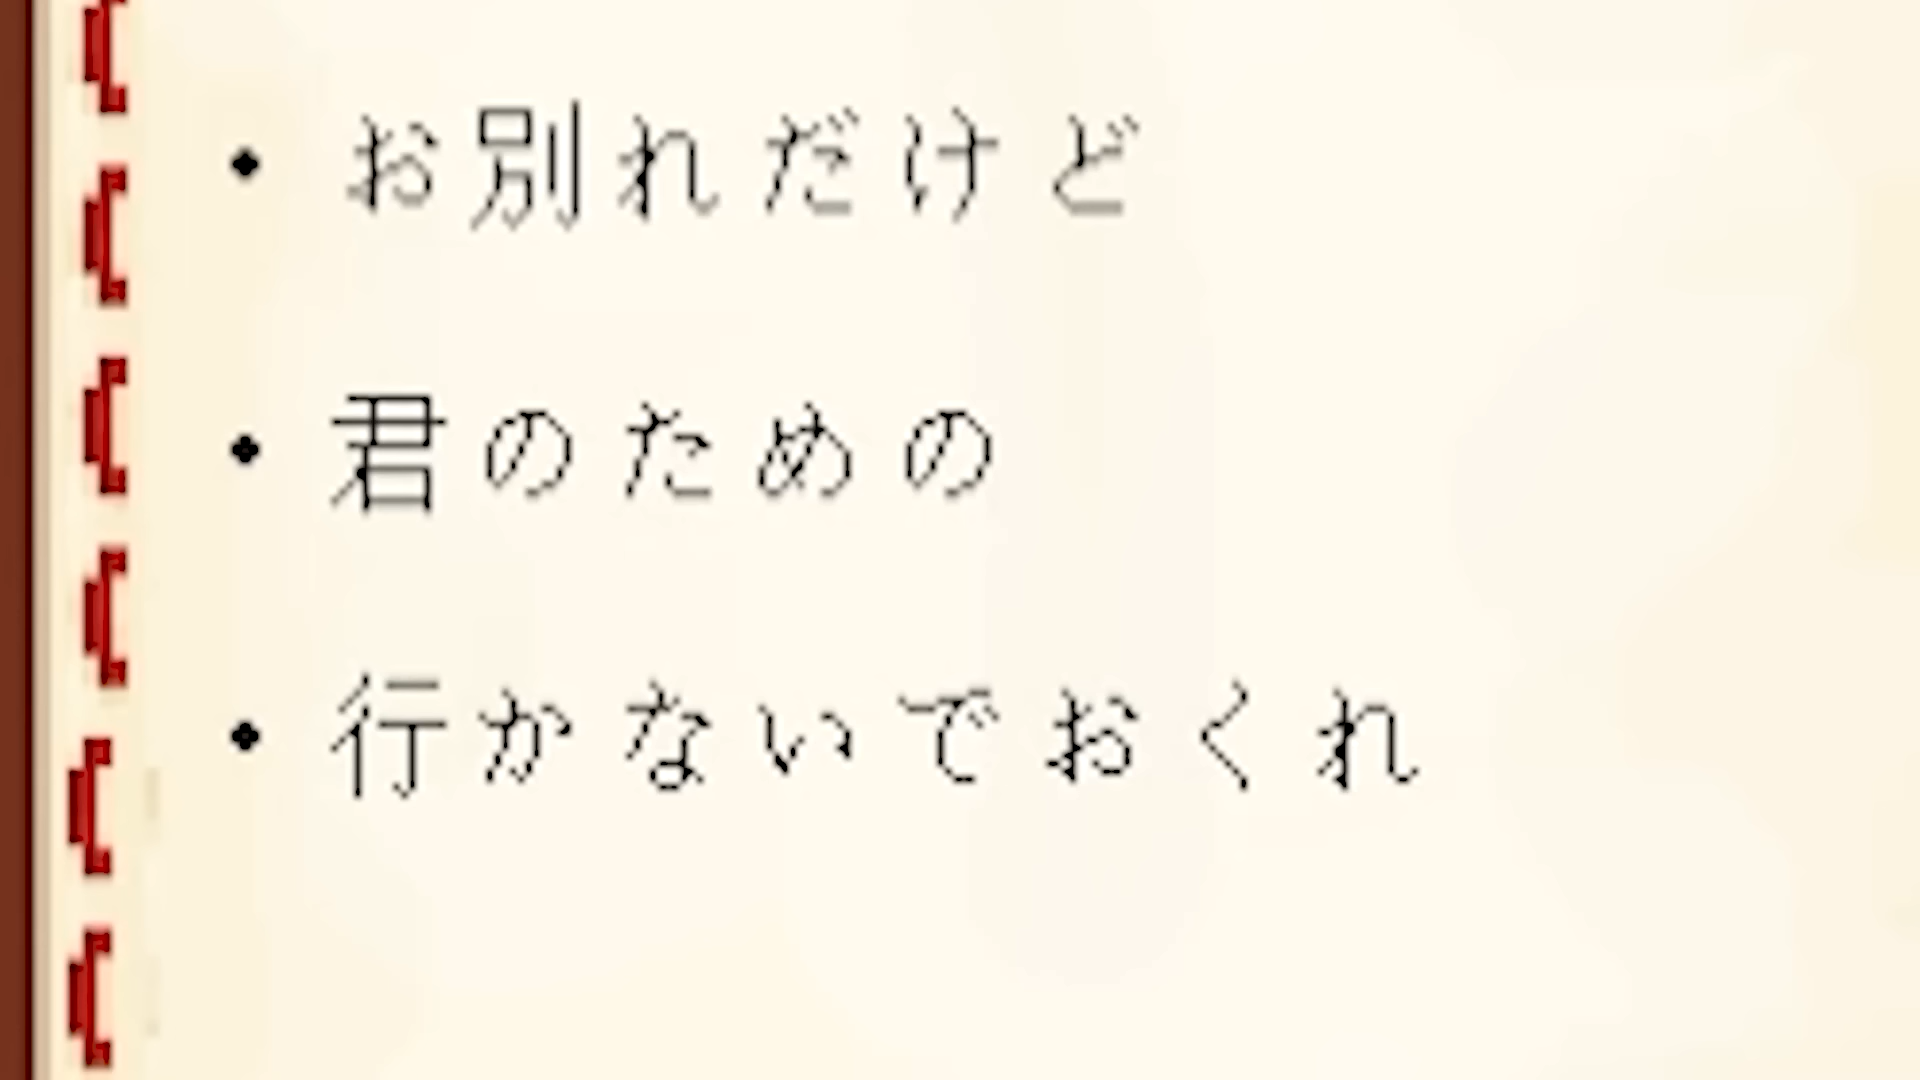 • お別れだけど
• 君のための
• 行かないでおくれ